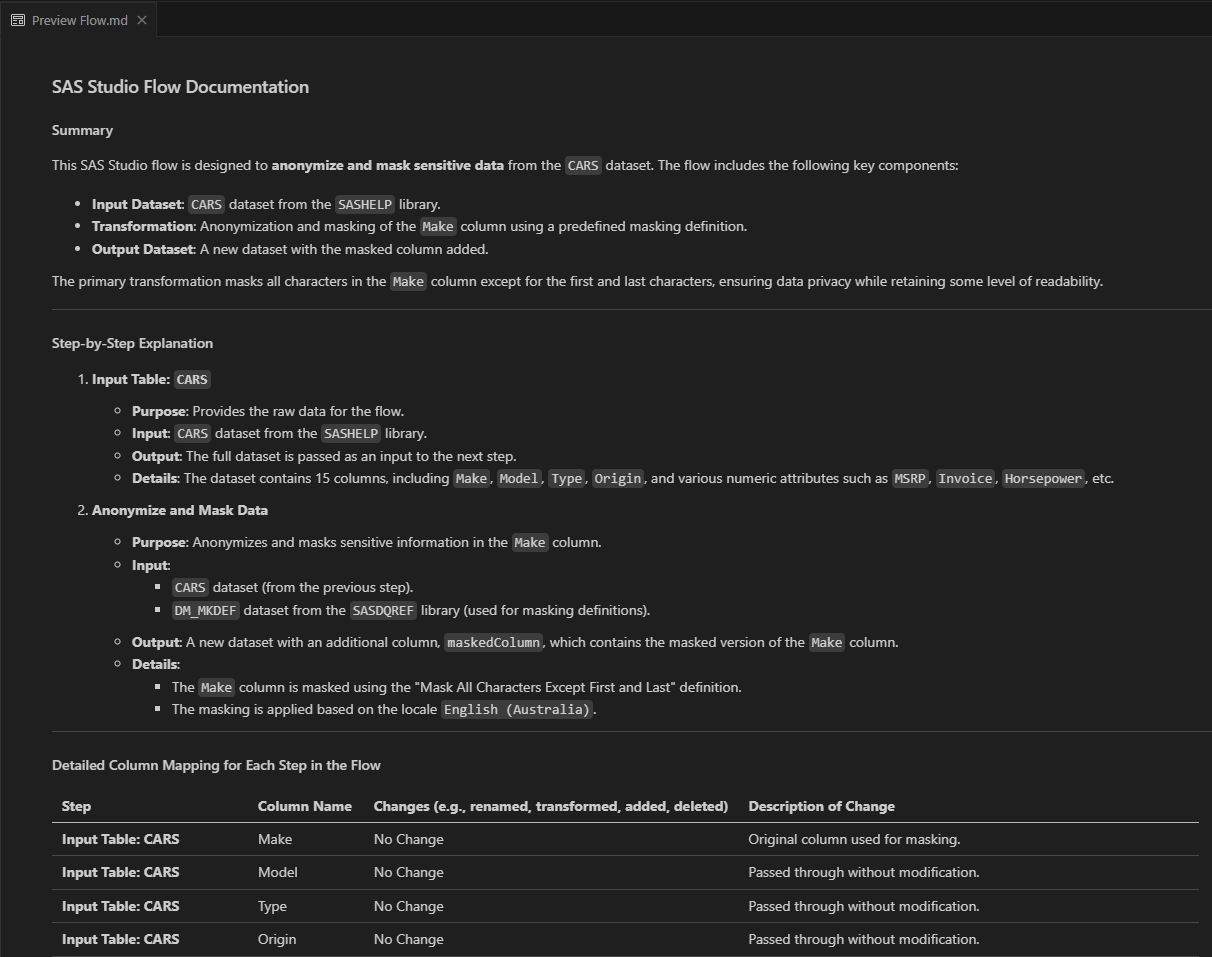 Preview Flow.md
SAS Studio Flow Documentation
Summary
This SAS Studio flow is designed to anonymize and mask sensitive data from the CARS dataset. The flow includes the following key components:
• Input Dataset: CARS dataset from the SASHELP library.
• Transformation: Anonymization and masking of the Make column using a predefined masking definition.
• Output Dataset: A new dataset with the masked column added.
The primary transformation masks all characters in the Make column except for the first and last characters, ensuring data privacy while retaining some level of readability.
Step-by-Step Explanation
1. Input Table: CARS
Purpose: Provides the raw data for the flow.
Input: CARS dataset from the SASHELP library.
Output: The full dataset is passed as an input to the next step.
Details: The dataset contains 15 columns, including Make, Model, Type, Origin, and various numeric attributes such as MSRP, Invoice, Horsepower, etc.
2. Anonymize and Mask Data
Purpose: Anonymizes and masks sensitive information in the Make column.
Input:
CARS dataset (from the previous step).
DM_MKDEF dataset from the SASDQREF library (used for masking definitions).
Output: A new dataset with an additional column, maskedColumn, which contains the masked version of the Make column.
Details:
The Make column is masked using the "Mask All Characters Except First and Last" definition.
The masking is applied based on the locale English (Australia).
Detailed Column Mapping for Each Step in the Flow
Step Column Name Changes (e.g., renamed, transformed, added, deleted) Description of Change
Input Table: CARS Make No Change Original column used for masking.
Input Table: CARS Model No Change Passed through without modification.
Input Table: CARS Type No Change Passed through without modification.
Input Table: CARS Origin No Change Passed through without modification.